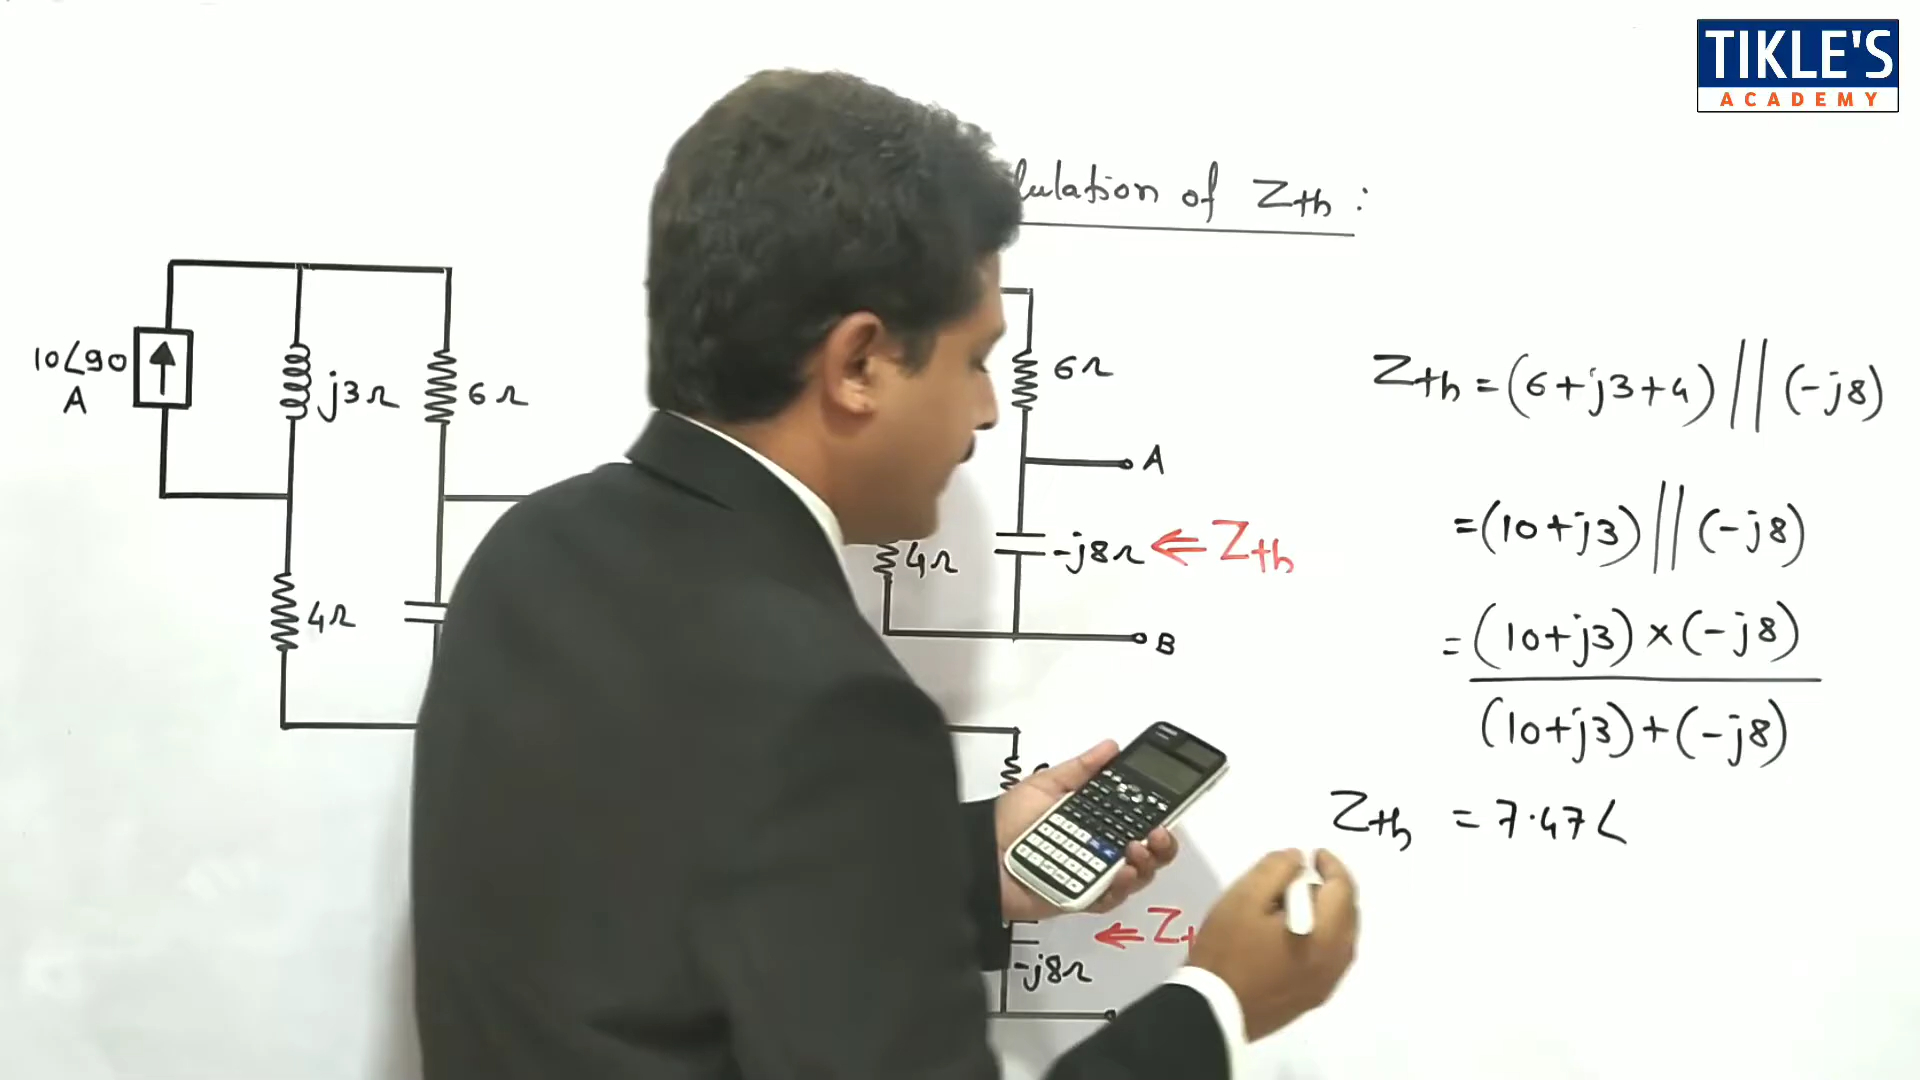 TIKLE'S
ACADEMY
of Zth :
10∠90
A
j3Ω
6Ω
4Ω
6Ω
A
-j8Ω
⇐ Zth
4Ω
B
-j8Ω
Zth = (6+j3+4) || (-j8)
= (10+j3) || (-j8)
= (10+j3) × (-j8)
(10+j3) + (-j8)
Zth = 7.47∠